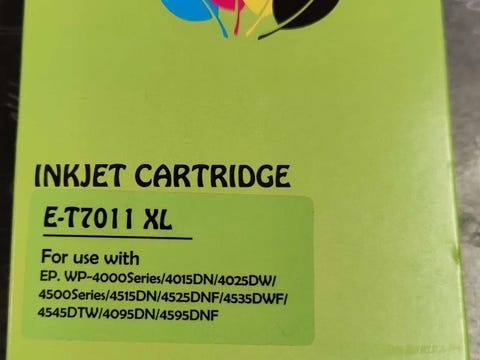 INKJET CARTRIDGE
E-T7011 XL
For use with
EP. WP-4000Series/4015DN/4025DW/
4500Series/4515DN/4525DNF/4535DWF/
4545DTW/4095DN/4595DNF